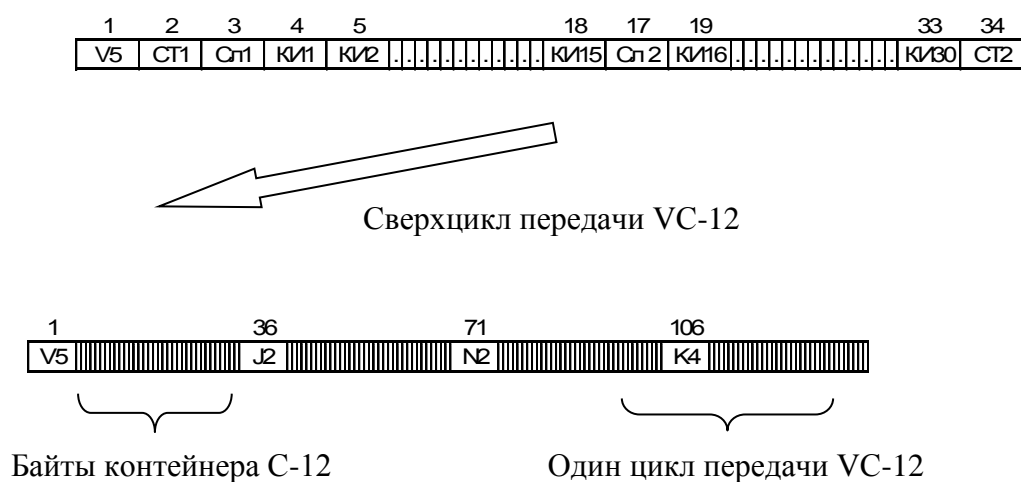 1 2 3 4 5 18 17 19 33 34
V5 СТ1 Сл1 КИ1 КИ2 . . . . . . . . . . . . . КИ15 Сл 2 КИ16 . . . . . . . . . . . . . КИ30 СТ2
Сверхцикл передачи VC-12
1 36 71 106
V5 J2 N2 K4
Байты контейнера С-12 Один цикл передачи VC-12